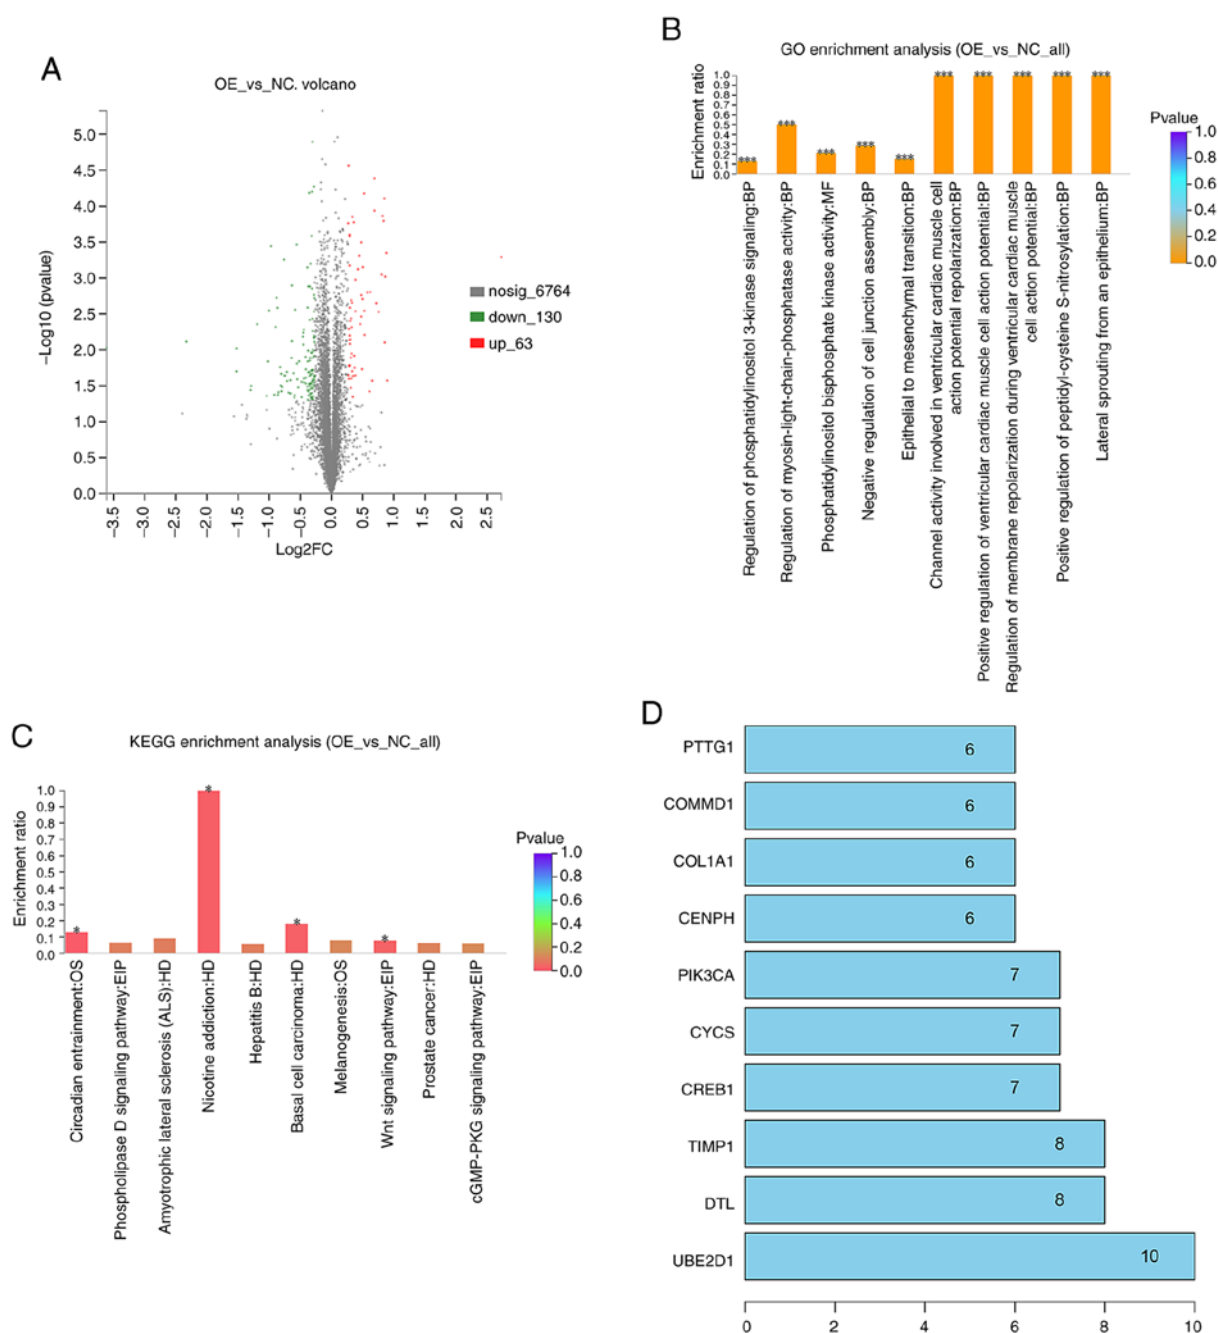 A
OE_vs_NC. volcano
−Log10 (pvalue)
5.0
4.5
4.0
3.5
3.0
2.5
2.0
1.5
1.0
0.5
0.0
−3.5
−3.0
−2.5
−2.0
−1.5
−1.0
−0.5
0.0
0.5
1.0
1.5
2.0
2.5
Log2FC
nosig_6764
down_130
up_63
B
GO enrichment analysis (OE_vs_NC_all)
Enrichment ratio
1.0
0.9
0.8
0.7
0.6
0.5
0.4
0.3
0.2
0.1
0.0
***
***
***
***
***
***
***
***
***
***
Regulation of phosphatidylinositol 3-kinase signaling:BP
Regulation of myosin-light-chain-phosphatase activity:BP
Phosphatidylinositol bisphosphate kinase activity:MF
Negative regulation of cell junction assembly:BP
Epithelial to mesenchymal transition:BP
Channel activity involved in ventricular cardiac muscle cell
action potential repolarization:BP
Positive regulation of ventricular cardiac muscle cell action potential:BP
Regulation of membrane repolarization during ventricular cardiac muscle
cell action potential:BP
Positive regulation of peptidyl-cysteine S-nitrosylation:BP
Lateral sprouting from an epithelium:BP
Pvalue
1.0
0.8
0.6
0.4
0.2
0.0
C
KEGG enrichment analysis (OE_vs_NC_all)
Enrichment ratio
1.0
0.9
0.8
0.7
0.6
0.5
0.4
0.3
0.2
0.1
0.0
*
*
*
*
Circadian entrainment:OS
Phospholipase D signaling pathway:EIP
Amyotrophic lateral sclerosis (ALS):HD
Nicotine addiction:HD
Hepatitis B:HD
Basal cell carcinoma:HD
Melanogenesis:OS
Wnt signaling pathway:EIP
Prostate cancer:HD
cGMP-PKG signaling pathway:EIP
Pvalue
1.0
0.8
0.6
0.4
0.2
0.0
D
PTTG1 6
COMMD1 6
COL1A1 6
CENPH 6
PIK3CA 7
CYCS 7
CREB1 7
TIMP1 8
DTL 8
UBE2D1 10
0 2 4 6 8 10